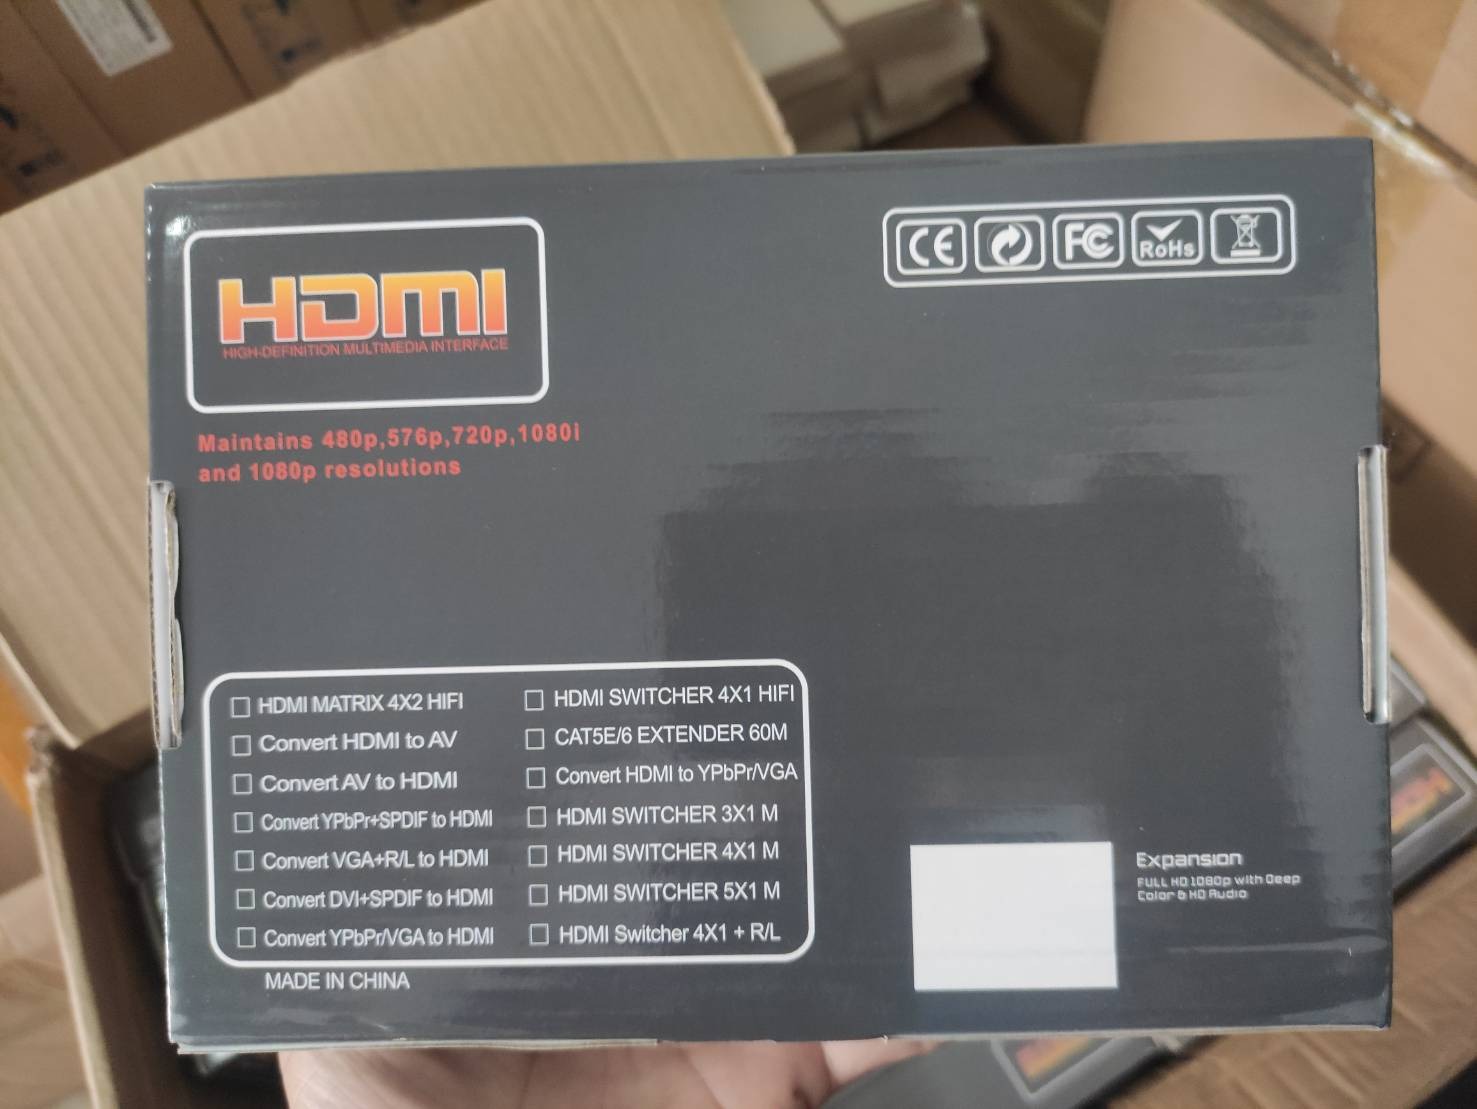 HDMI
HIGH-DEFINITION MULTIMEDIA INTERFACE
CE
FC
RoHs
Maintains 480p,576p,720p,1080i
and 1080p resolutions
HDMI MATRIX 4X2 HIFI
Convert HDMI to AV
Convert AV to HDMI
Convert YPbPr+SPDIF to HDMI
Convert VGA+R/L to HDMI
Convert DVI+SPDIF to HDMI
Convert YPbPr/VGA to HDMI
HDMI SWITCHER 4X1 HIFI
CAT5E/6 EXTENDER 60M
Convert HDMI to YPbPr/VGA
HDMI SWITCHER 3X1 M
HDMI SWITCHER 4X1 M
HDMI SWITCHER 5X1 M
HDMI Switcher 4X1 + R/L
MADE IN CHINA
Expansion
FULL HD 1080p with Deep
Color & HD Audio